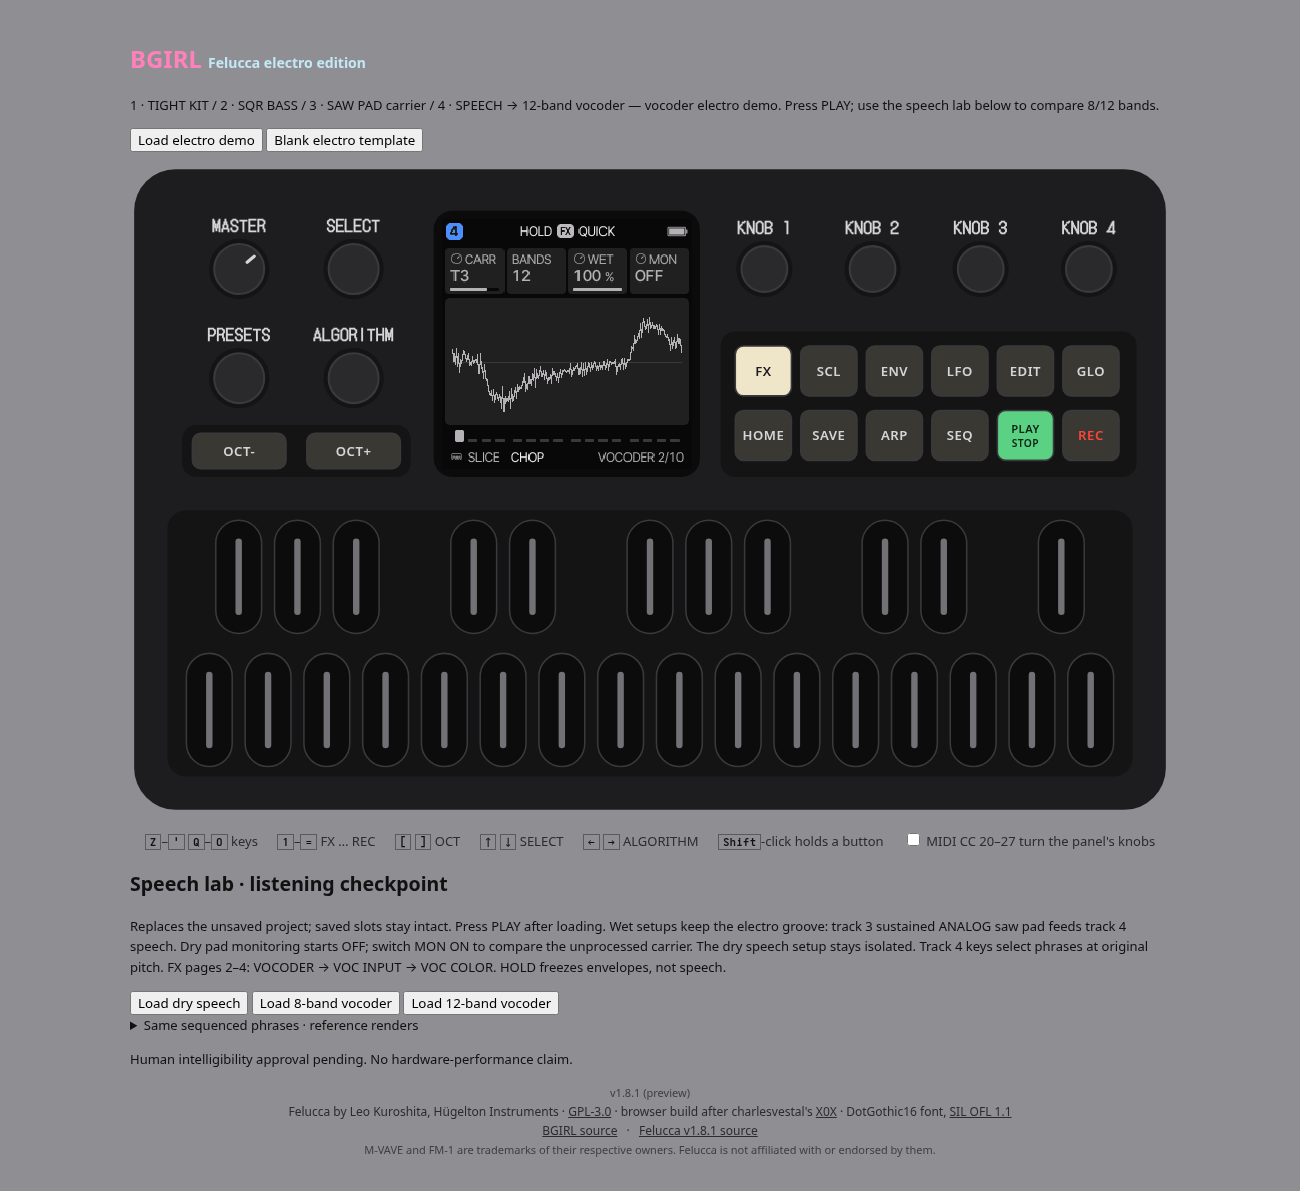 BGIRL Felucca electro edition
1 · TIGHT KIT / 2 · SQR BASS / 3 · SAW PAD carrier / 4 · SPEECH → 12-band vocoder — vocoder electro demo. Press PLAY; use the speech lab below to compare 8/12 bands.
Load electro demo Blank electro template
MASTER SELECT
4 HOLD FX QUICK
KNOB 1 KNOB 2 KNOB 3 KNOB 4
CARR BANDS WET MON
T3 12 100 % OFF
PRESETS ALGORITHM
FX SCL ENV LFO EDIT GLO
HOME SAVE ARP SEQ PLAY STOP REC
OCT- OCT+
SLICE CHOP VOCODER 2/10
Z – ' Q – O keys 1 – = FX … REC [ ] OCT ↑ ↓ SELECT ← → ALGORITHM Shift-click holds a button MIDI CC 20–27 turn the panel's knobs
Speech lab · listening checkpoint
Replaces the unsaved project; saved slots stay intact. Press PLAY after loading. Wet setups keep the electro groove: track 3 sustained ANALOG saw pad feeds track 4
speech. Dry pad monitoring starts OFF; switch MON ON to compare the unprocessed carrier. The dry speech setup stays isolated. Track 4 keys select phrases at original
pitch. FX pages 2–4: VOCODER → VOC INPUT → VOC COLOR. HOLD freezes envelopes, not speech.
Load dry speech Load 8-band vocoder Load 12-band vocoder
▶ Same sequenced phrases · reference renders
Human intelligibility approval pending. No hardware-performance claim.
v1.8.1 (preview)
Felucca by Leo Kuroshita, Hügelton Instruments · GPL-3.0 · browser build after charlesvestal's X0X · DotGothic16 font, SIL OFL 1.1
BGIRL source · Felucca v1.8.1 source
M-VAVE and FM-1 are trademarks of their respective owners. Felucca is not affiliated with or endorsed by them.